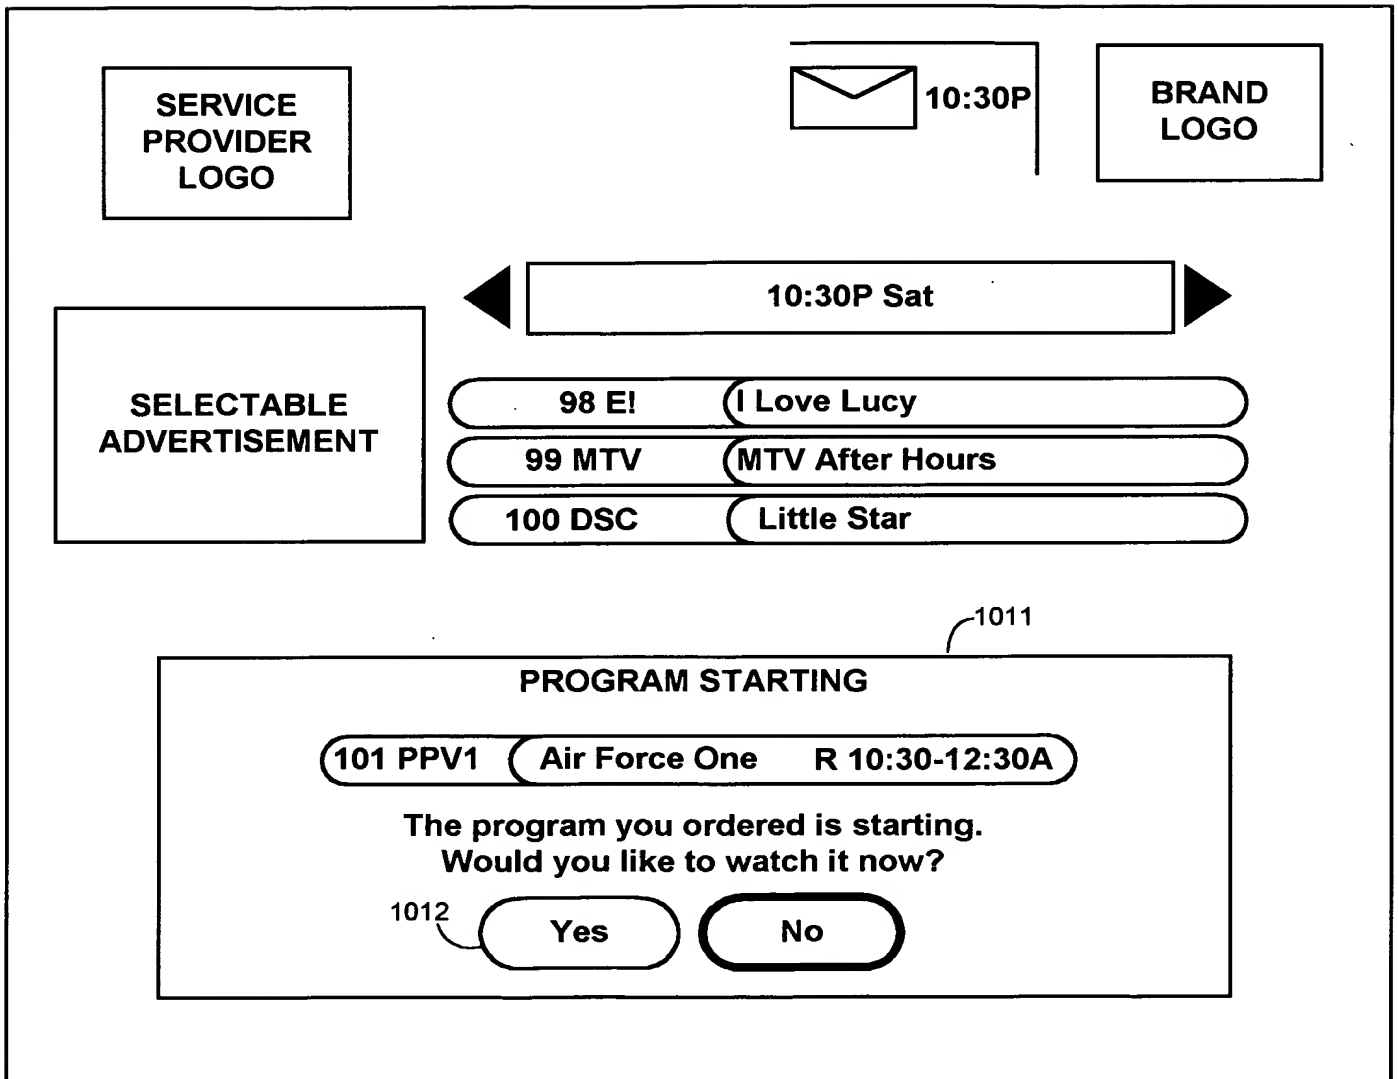 SERVICE
PROVIDER
LOGO
10:30P
BRAND
LOGO
10:30P Sat
SELECTABLE
ADVERTISEMENT
98 E! I Love Lucy
99 MTV MTV After Hours
100 DSC Little Star
1011
PROGRAM STARTING
101 PPV1 Air Force One R 10:30-12:30A
The program you ordered is starting.
Would you like to watch it now?
1012
Yes No